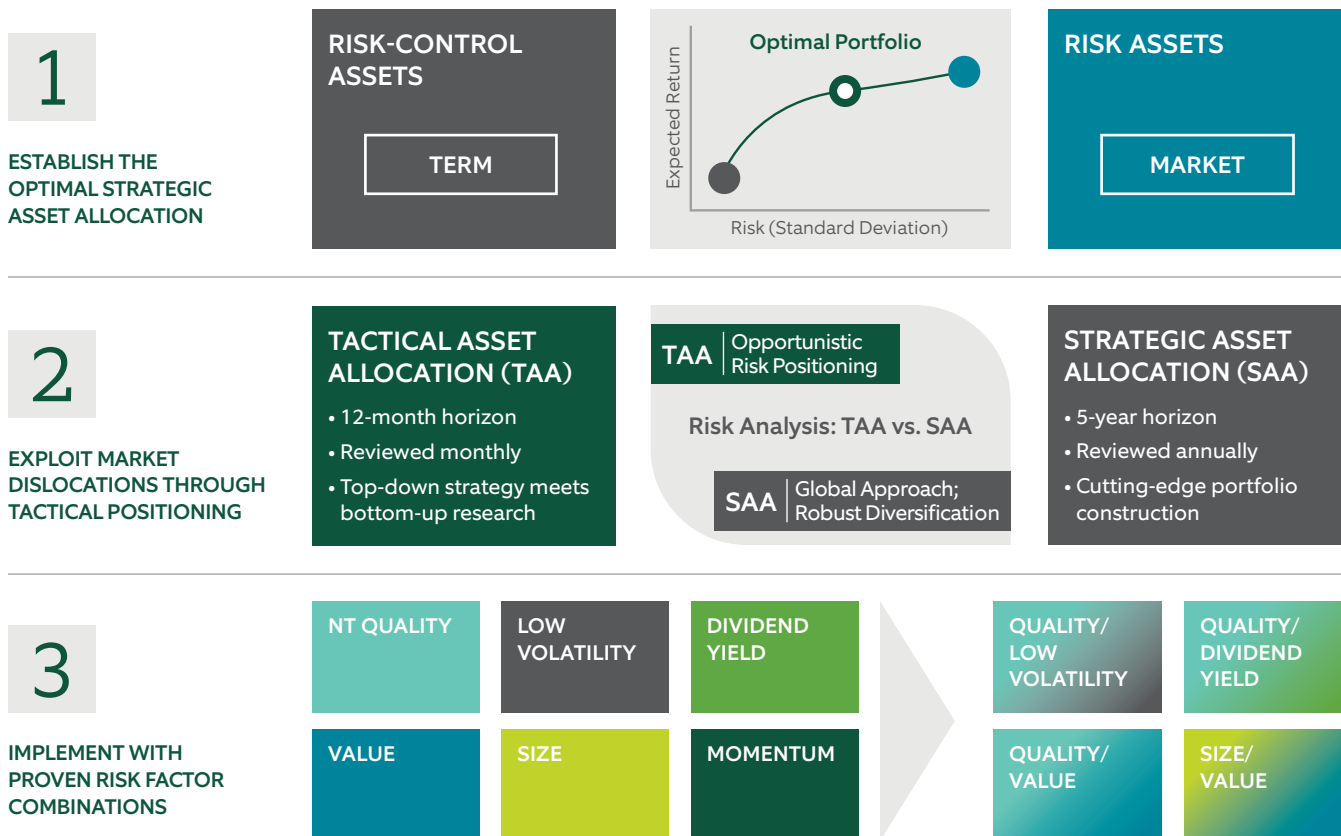 1
ESTABLISH THE
OPTIMAL STRATEGIC
ASSET ALLOCATION
RISK-CONTROL
ASSETS
TERM
Optimal Portfolio
Expected Return
Risk (Standard Deviation)
RISK ASSETS
MARKET
2
EXPLOIT MARKET
DISLOCATIONS THROUGH
TACTICAL POSITIONING
TACTICAL ASSET
ALLOCATION (TAA)
• 12-month horizon
• Reviewed monthly
• Top-down strategy meets
bottom-up research
TAA | Opportunistic
Risk Positioning
Risk Analysis: TAA vs. SAA
SAA | Global Approach;
Robust Diversification
STRATEGIC ASSET
ALLOCATION (SAA)
• 5-year horizon
• Reviewed annually
• Cutting-edge portfolio
construction
3
IMPLEMENT WITH
PROVEN RISK FACTOR
COMBINATIONS
NT QUALITY
LOW
VOLATILITY
DIVIDEND
YIELD
VALUE
SIZE
MOMENTUM
QUALITY/
LOW
VOLATILITY
QUALITY/
DIVIDEND
YIELD
QUALITY/
VALUE
SIZE/
VALUE